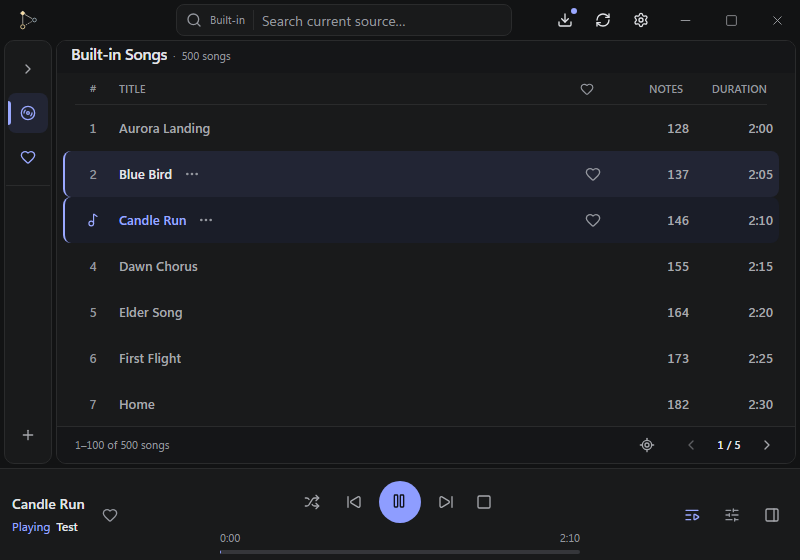 Built-in Search current source...
Built-in Songs · 500 songs
# TITLE NOTES DURATION
1 Aurora Landing 128 2:00
2 Blue Bird ··· 137 2:05
Candle Run ··· 146 2:10
4 Dawn Chorus 155 2:15
5 Elder Song 164 2:20
6 First Flight 173 2:25
7 Home 182 2:30
1–100 of 500 songs 1 / 5
Candle Run
Playing Test
0:00 2:10